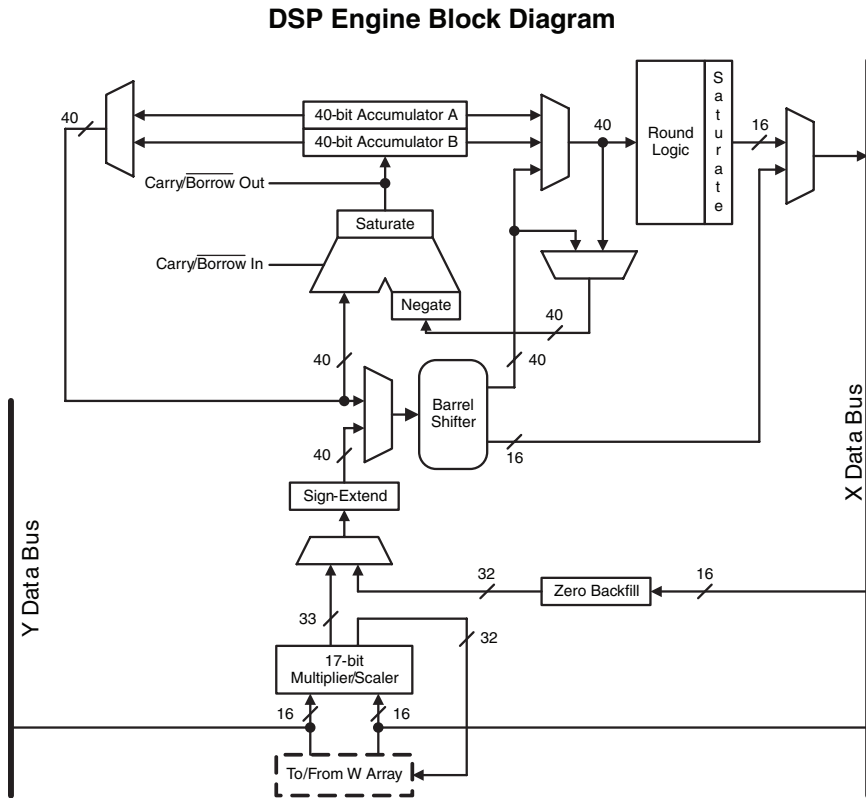 DSP Engine Block Diagram
40
40-bit Accumulator A
40-bit Accumulator B
Carry/Borrow Out
Saturate
Carry/Borrow In
Negate
40
Round
Logic
Saturate
16
40
40
40
Barrel
Shifter
16
40
Sign-Extend
Y Data Bus
X Data Bus
33
32
Zero Backfill
16
32
17-bit
Multiplier/Scaler
16
16
To/From W Array